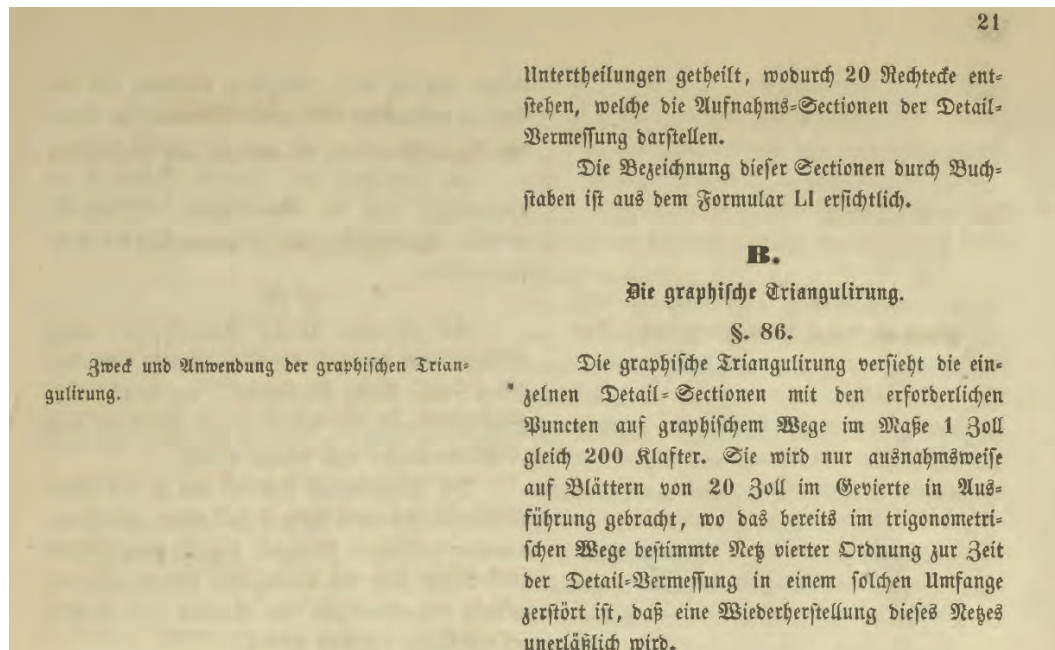 21
Untertheilungen getheilt, wodurch 20 Rechtecke ent-
stehen, welche die Aufnahms-Sectionen der Detail-
Vermessung darstellen.
Die Bezeichnung dieser Sectionen durch Buch-
staben ist aus dem Formular LI ersichtlich.
B.
Die graphische Triangulirung.
§. 86.
Zweck und Anwendung der graphischen Trian-
gulirung.
Die graphische Triangulirung versieht die ein-
zelnen Detail-Sectionen mit den erforderlichen
Puncten auf graphischem Wege im Maße 1 Zoll
gleich 200 Klafter. Sie wird nur ausnahmsweise
auf Blättern von 20 Zoll im Gevierte in Aus-
führung gebracht, wo das bereits im trigonometri-
schen Wege bestimmte Netz vierter Ordnung zur Zeit
der Detail-Vermessung in einem solchen Umfange
zerstört ist, daß eine Wiederherstellung dieses Netzes
unerläßlich wird.